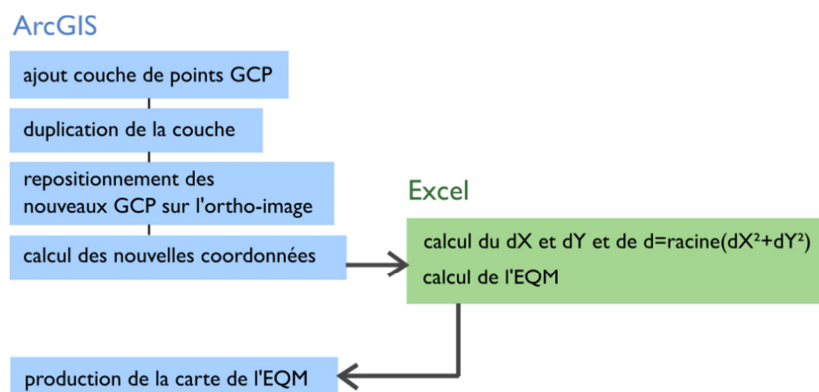 ArcGIS
ajout couche de points GCP
duplication de la couche
repositionnement des
nouveaux GCP sur l'ortho-image
calcul des nouvelles coordonnées
Excel
calcul du dX et dY et de d=racine(dX²+dY²)
calcul de l'EQM
production de la carte de l'EQM